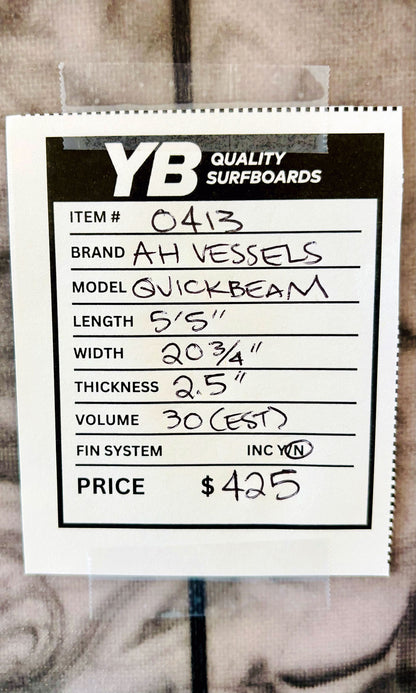 YB QUALITY
SURFBOARDS
ITEM # 0413
BRAND AH VESSELS
MODEL QUICKBEAM
LENGTH 5'5"
WIDTH 20 3/4"
THICKNESS 2.5"
VOLUME 30 (EST)
FIN SYSTEM INC Y/N
PRICE $ 425